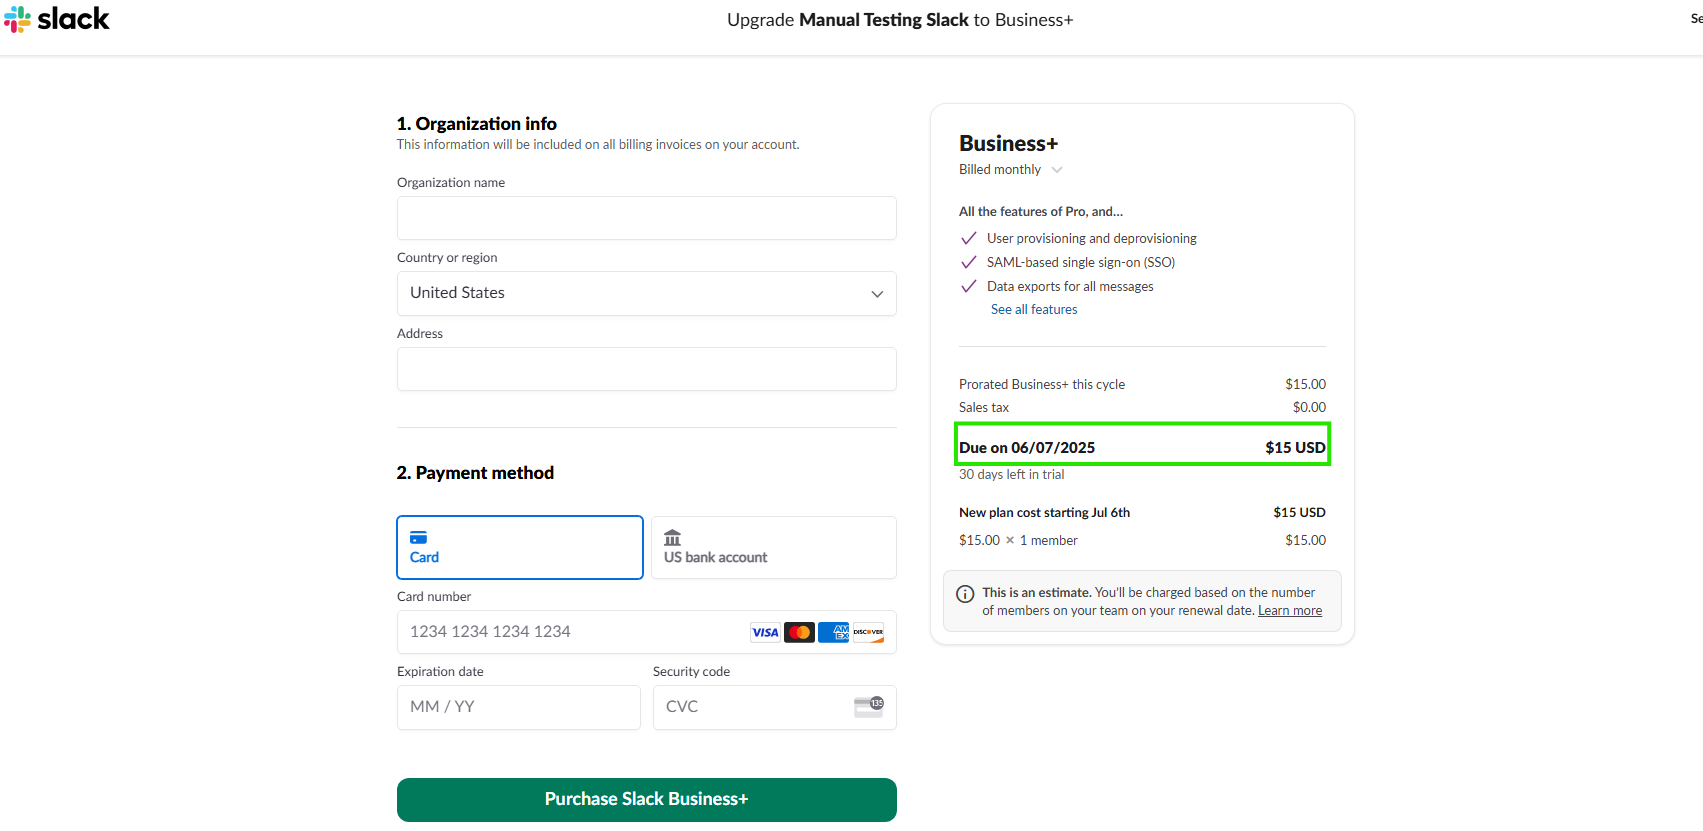 slack
Upgrade Manual Testing Slack to Business+
1. Organization info
This information will be included on all billing invoices on your account.
Organization name
Country or region
United States
Address
2. Payment method
Card
US bank account
Card number
1234 1234 1234 1234
VISA
AM
EX
DISCOVER
Expiration date
Security code
MM / YY
CVC
135
Purchase Slack Business+
Business+
Billed monthly
All the features of Pro, and...
User provisioning and deprovisioning
SAML-based single sign-on (SSO)
Data exports for all messages
See all features
Prorated Business+ this cycle $15.00
Sales tax $0.00
Due on 06/07/2025 $15 USD
30 days left in trial
New plan cost starting Jul 6th $15 USD
$15.00 × 1 member $15.00
This is an estimate. You'll be charged based on the number
of members on your team on your renewal date. Learn more